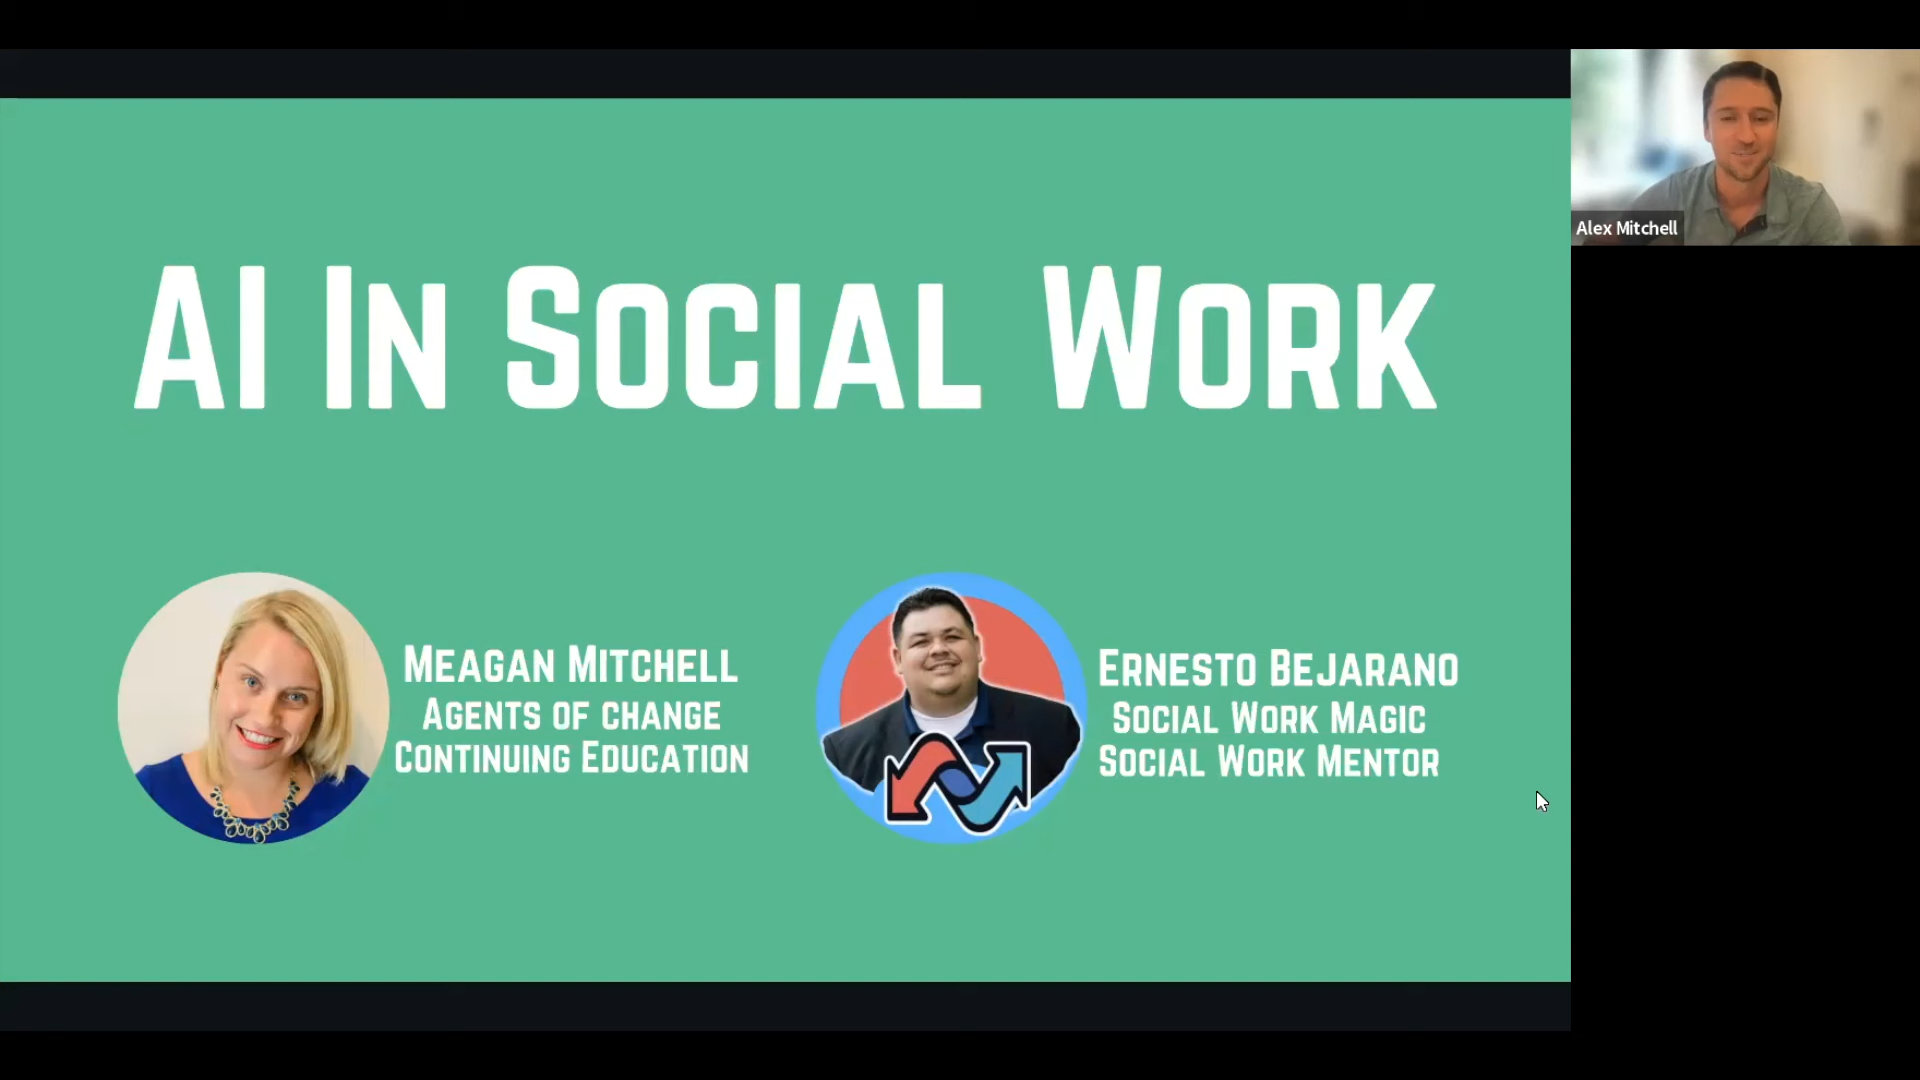 AI IN SOCIAL WORK
MEAGAN MITCHELL
AGENTS OF CHANGE
CONTINUING EDUCATION
ERNESTO BEJARANO
SOCIAL WORK MAGIC
SOCIAL WORK MENTOR
Alex Mitchell